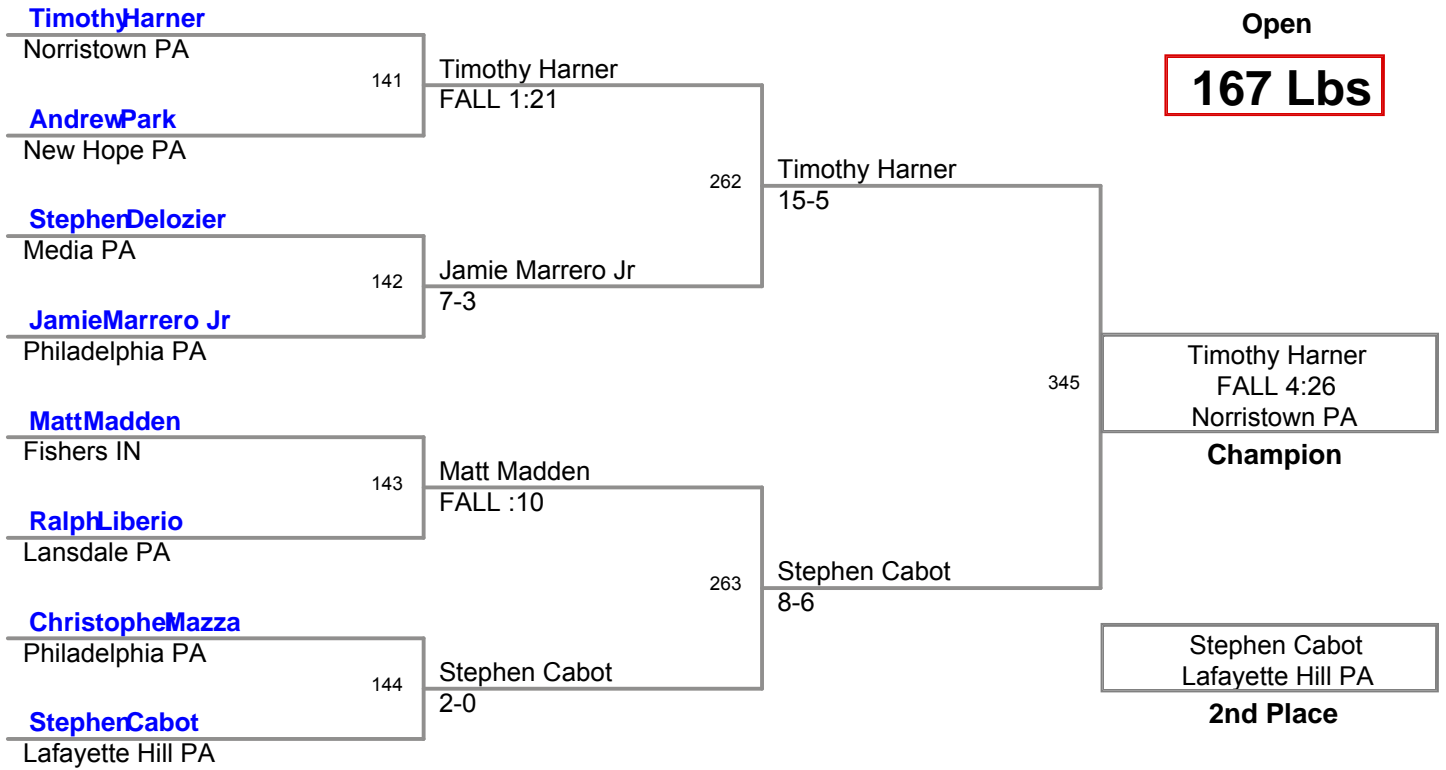 TimothyHarner
Norristown PA
141
AndrewPark
New Hope PA
StephenDelozier
Media PA
142
JamieMarrero Jr
Philadelphia PA
MattMadden
Fishers IN
143
RalphLiberio
Lansdale PA
ChristopherMazza
Philadelphia PA
144
StephenCabot
Lafayette Hill PA
Timothy Harner
FALL 1:21
262
Jamie Marrero Jr
7-3
Matt Madden
FALL :10
263
Stephen Cabot
2-0
Timothy Harner
15-5
345
Stephen Cabot
8-6
Open
167 Lbs
Timothy Harner
FALL 4:26
Norristown PA
Champion
Stephen Cabot
Lafayette Hill PA
2nd Place